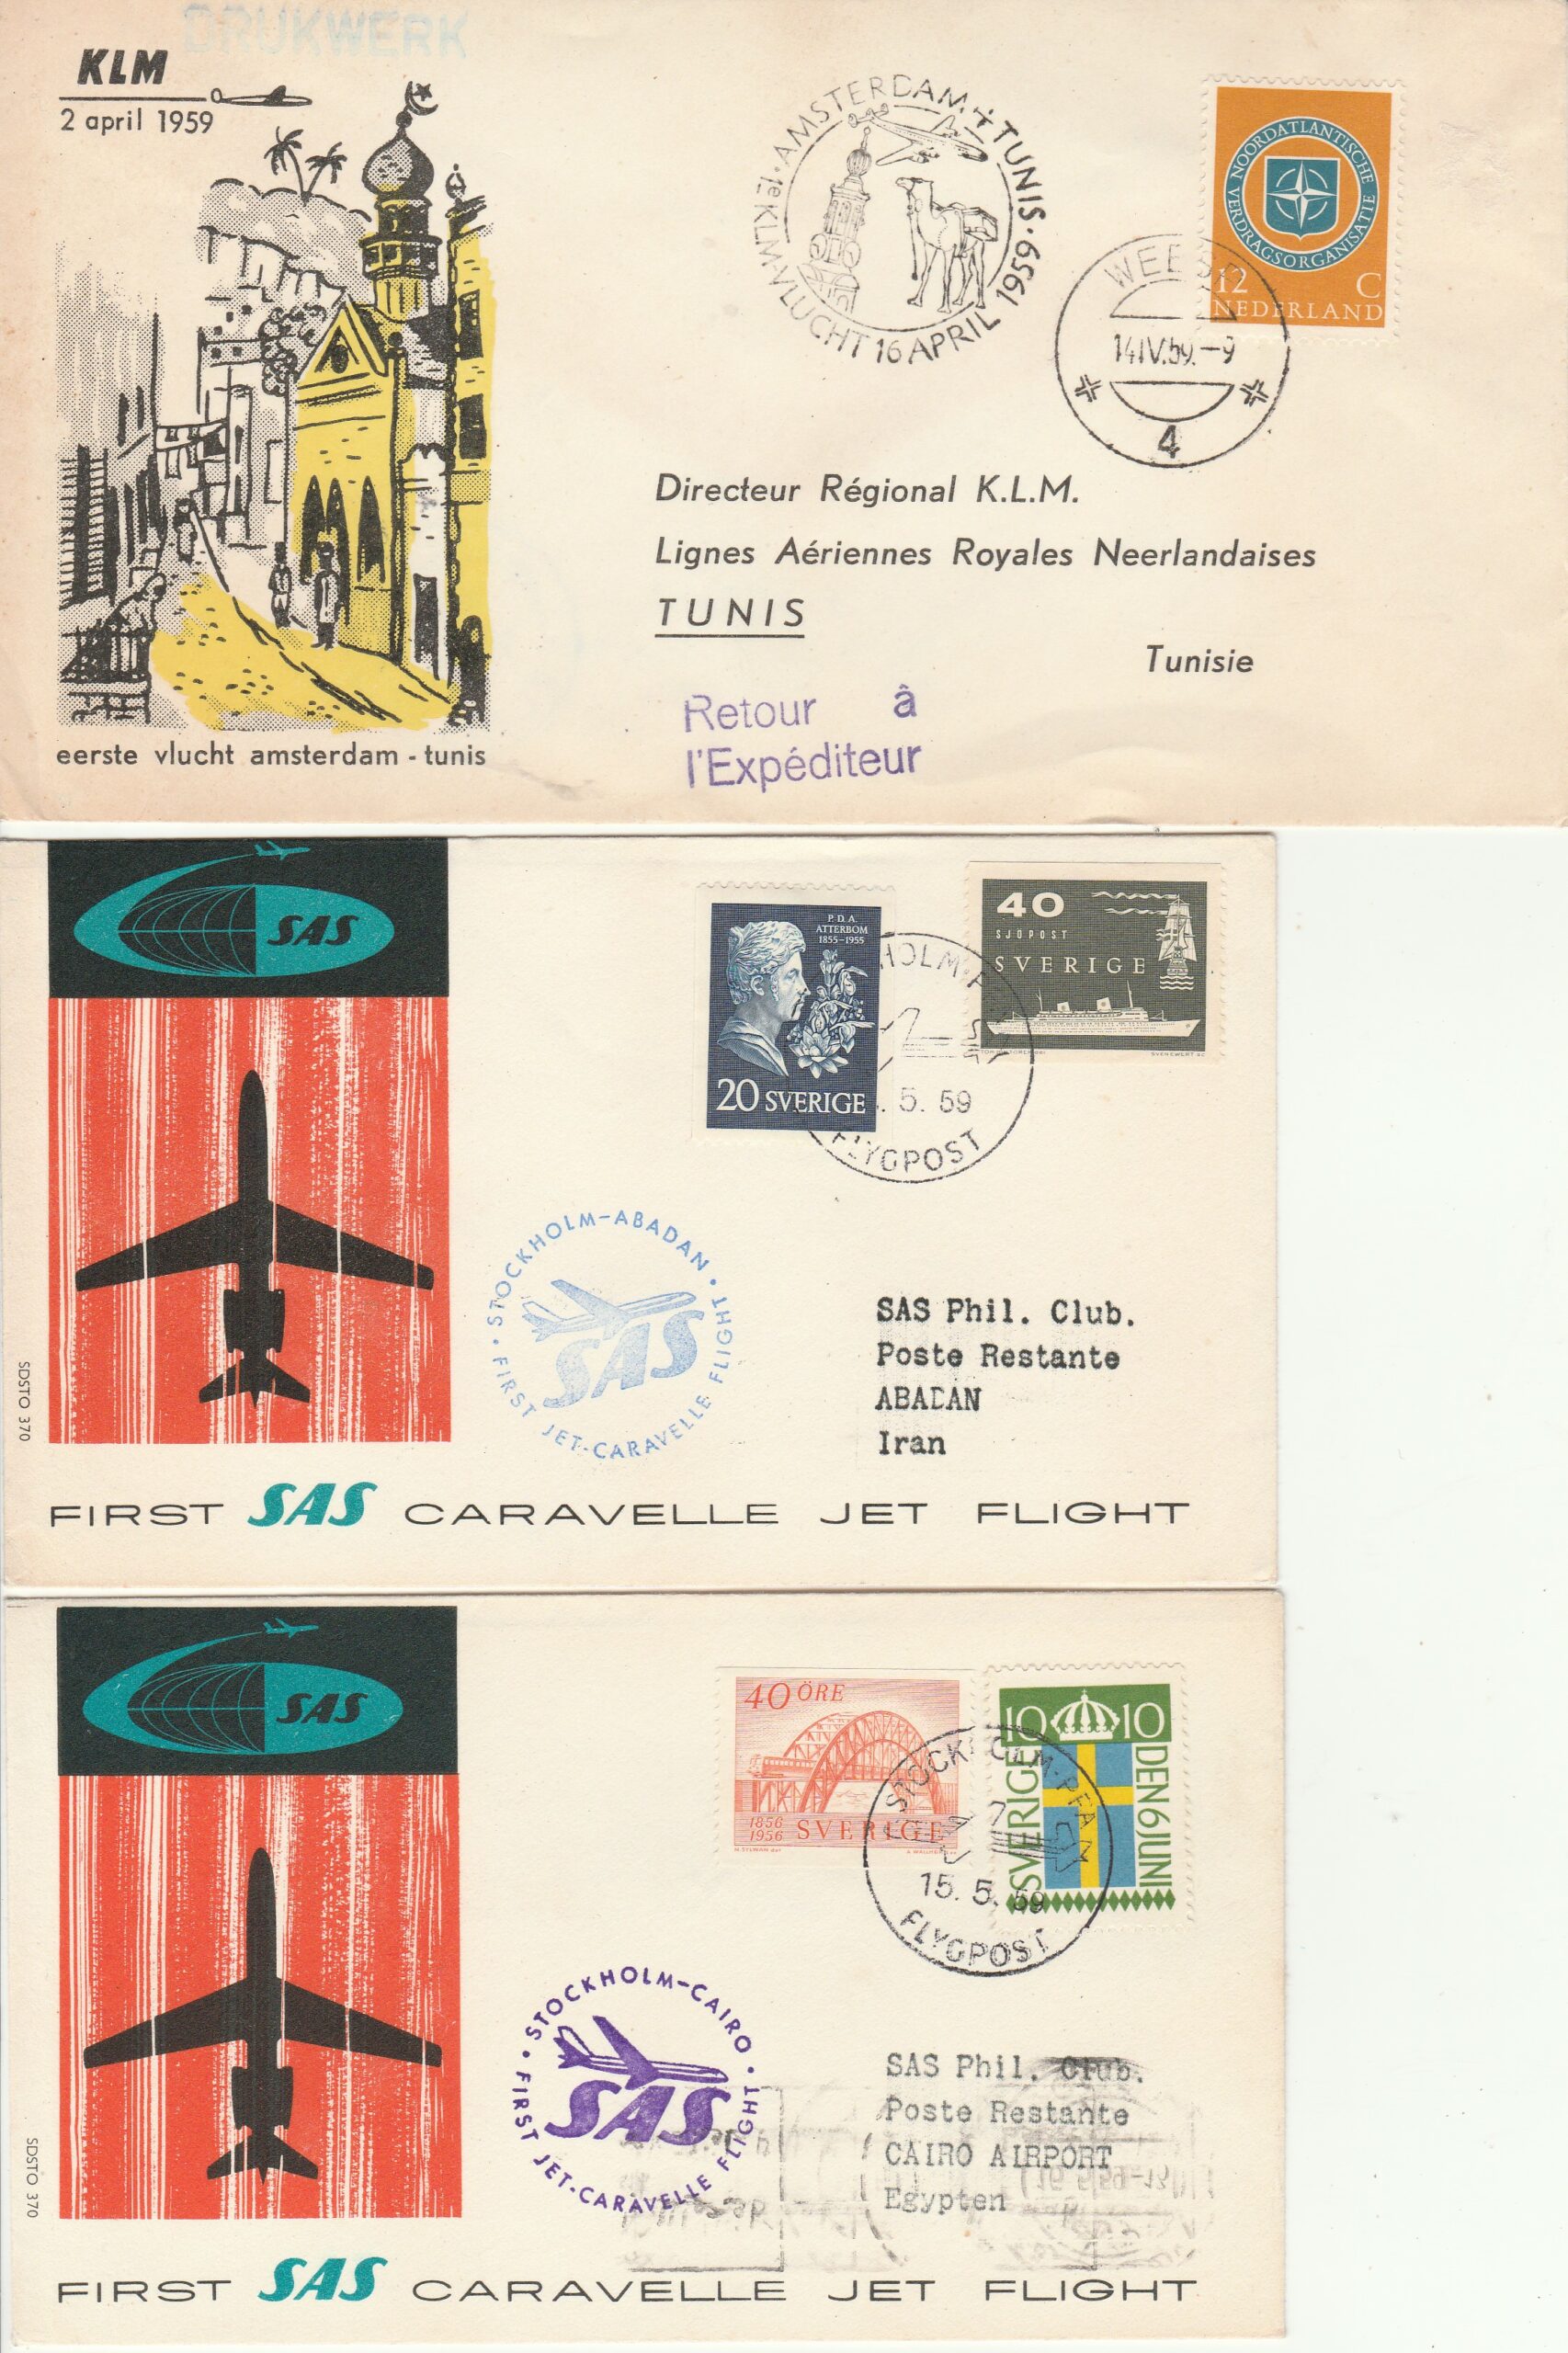 DRUKWERK
KLM
2 april 1959
AMSTERDAM + TUNIS · 16 APRIL 1959
1e KLM-VLUCHT
NOORDATLANTISCHE
VERDRAGSORGANISATIE
12 C
NEDERLAND
WEESP
14IV.59.-9
4
Directeur Régional K.L.M.
Lignes Aériennes Royales Neerlandaises
TUNIS
Tunisie
Retour à
l'Expéditeur
eerste vlucht amsterdam - tunis
SAS
P.D.A.
ATTERBOM
1855-1955
20 SVERIGE
40
SJÖPOST
SVERIGE
5. 59
FLYGPOST
STOCKHOLM-ABADAN
SAS
FIRST JET-CARAVELLE FLIGHT
SAS Phil. Club.
Poste Restante
ABADAN
Iran
SDSTO 370
FIRST SAS CARAVELLE JET FLIGHT
SAS
40 ÖRE
1856
1956 SVERIGE
10 10
SVERIGE
DEN 6 JUNI
STOCKHOLM-
15. 5. 59
FLYGPOST
STOCKHOLM-CAIRO
SAS
FIRST JET-CARAVELLE FLIGHT
SAS Phil. Club.
Poste Restante
CAIRO AIRPORT
Egypten
SDSTO 370
FIRST SAS CARAVELLE JET FLIGHT